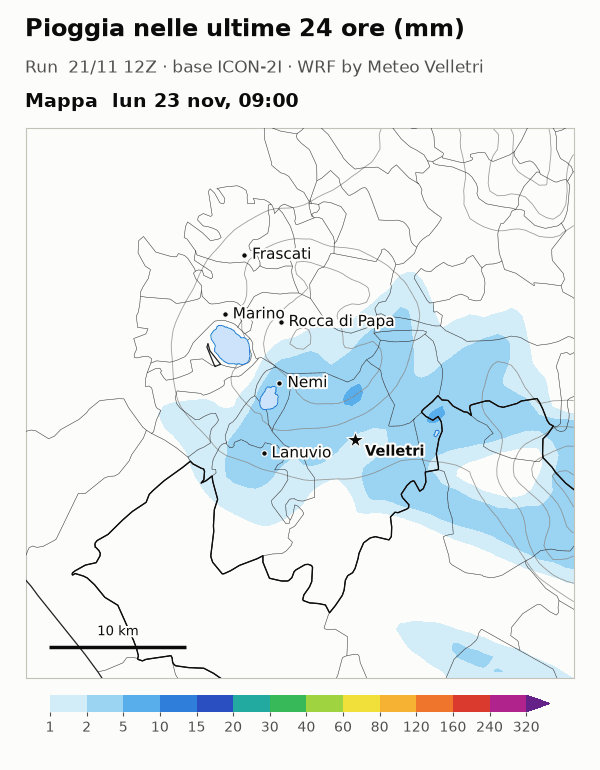 Pioggia nelle ultime 24 ore (mm)
Run  21/11 12Z · base ICON-2I · WRF by Meteo Velletri
Mappa  lun 23 nov, 09:00
Frascati
Marino
Rocca di Papa
Nemi
Velletri
Lanuvio
10 km
1 2 5 10 15 20 30 40 60 80 120 160 240 320